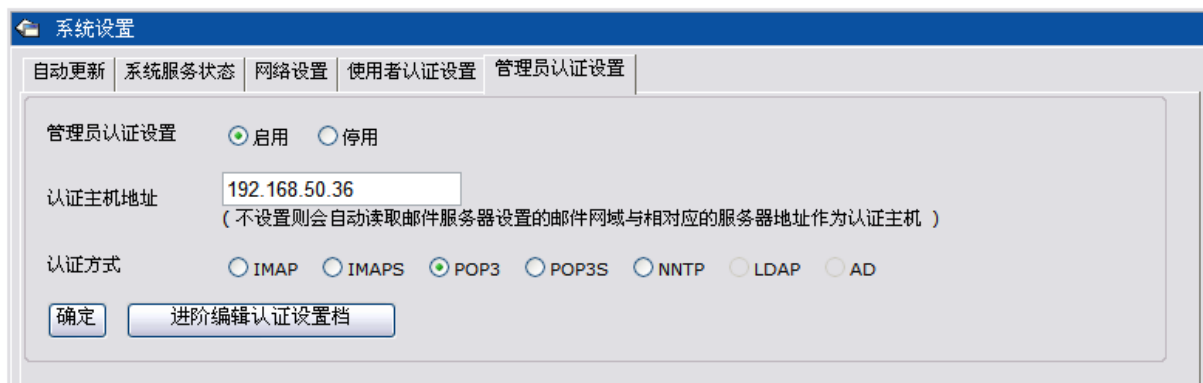 系统设置
自动更新 系统服务状态 网络设置 使用者认证设置 管理员认证设置
管理员认证设置 启用 停用
认证主机地址 192.168.50.36
( 不设置则会自动读取邮件服务器设置的邮件网域与相对应的服务器地址作为认证主机 )
认证方式 IMAP IMAPS POP3 POP3S NNTP LDAP AD
确定 进阶编辑认证设置档